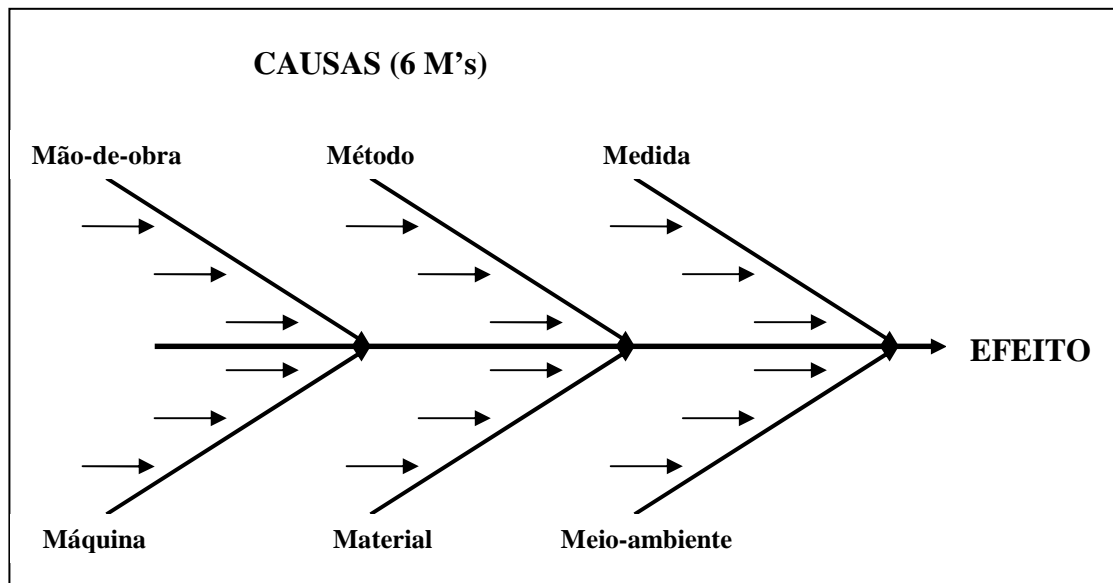 CAUSAS (6 M’s)
Mão-de-obra
Método
Medida
EFEITO
Máquina
Material
Meio-ambiente